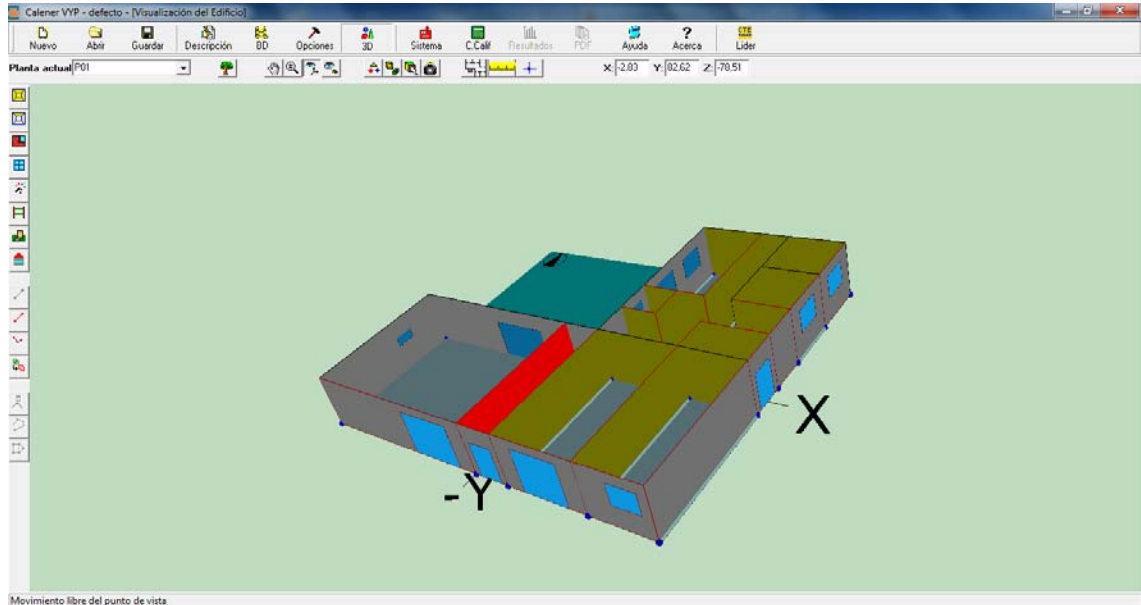 Calener VYP - defecto - [Visualización del Edificio]
Nuevo Abrir Guardar Descripción BD Opciones 3D Sistema C.Calif Resultados PDF Ayuda Acerca Lider
Planta actual P01 X: -2.83 Y: 82.62 Z: -78.51
X
-Y
Movimiento libre del punto de vista